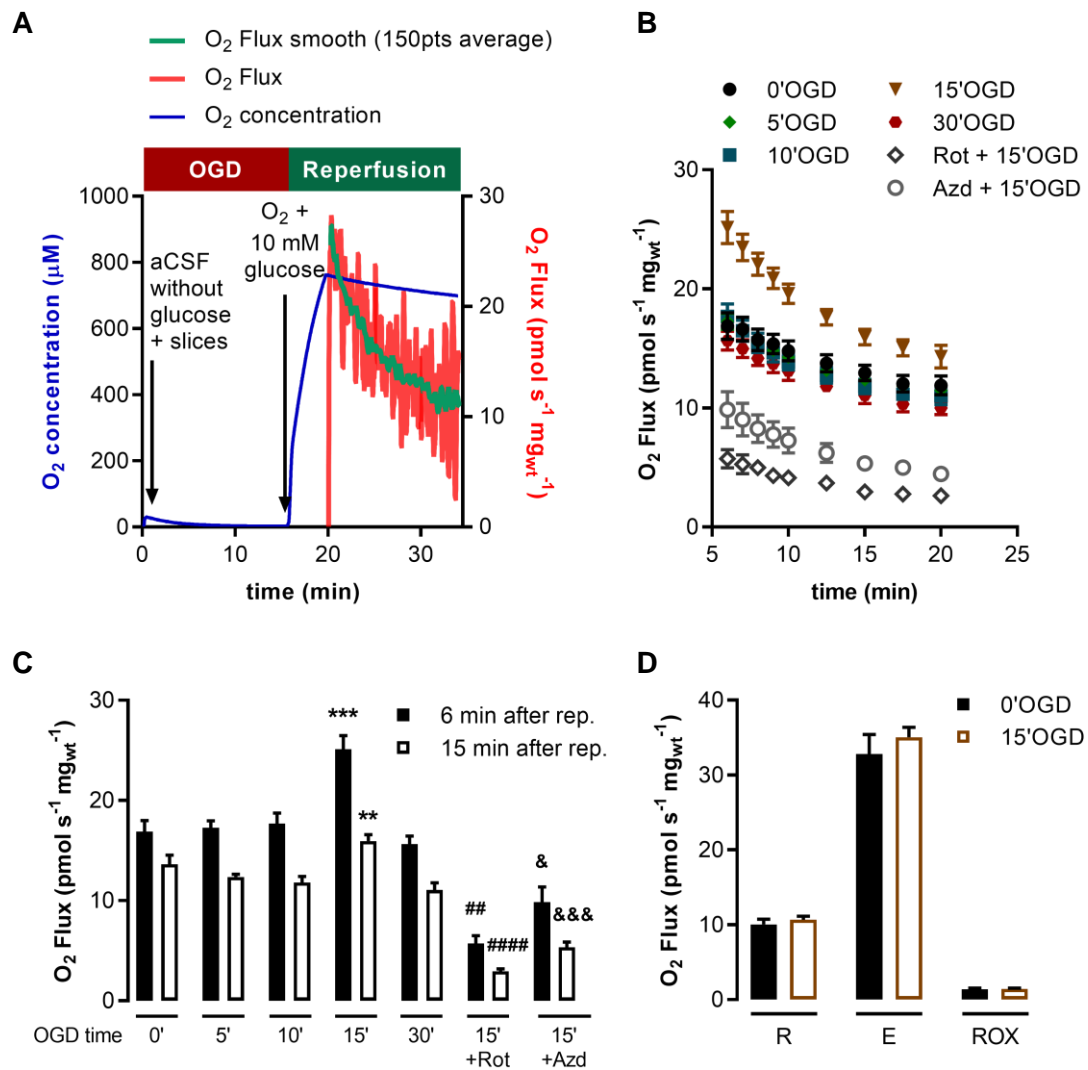 A
O₂ Flux smooth (150pts average)
O₂ Flux
O₂ concentration
OGD
Reperfusion
1000
800
600
400
200
0
30
20
10
0
O₂ concentration (µM)
O₂ Flux (pmol s⁻¹ mgwt⁻¹)
aCSF
without
glucose
+ slices
O₂ +
10 mM
glucose
0
10
20
30
time (min)
B
0'OGD
5'OGD
10'OGD
15'OGD
30'OGD
Rot + 15'OGD
Azd + 15'OGD
30
20
10
0
O₂ Flux (pmol s⁻¹ mgwt⁻¹)
5
10
15
20
25
time (min)
C
6 min after rep.
15 min after rep.
30
20
10
0
O₂ Flux (pmol s⁻¹ mgwt⁻¹)
***
**
##
####
&
&&&
OGD time
0'
5'
10'
15'
30'
15'
+Rot
15'
+Azd
D
0'OGD
15'OGD
40
30
20
10
0
O₂ Flux (pmol s⁻¹ mgwt⁻¹)
R
E
ROX